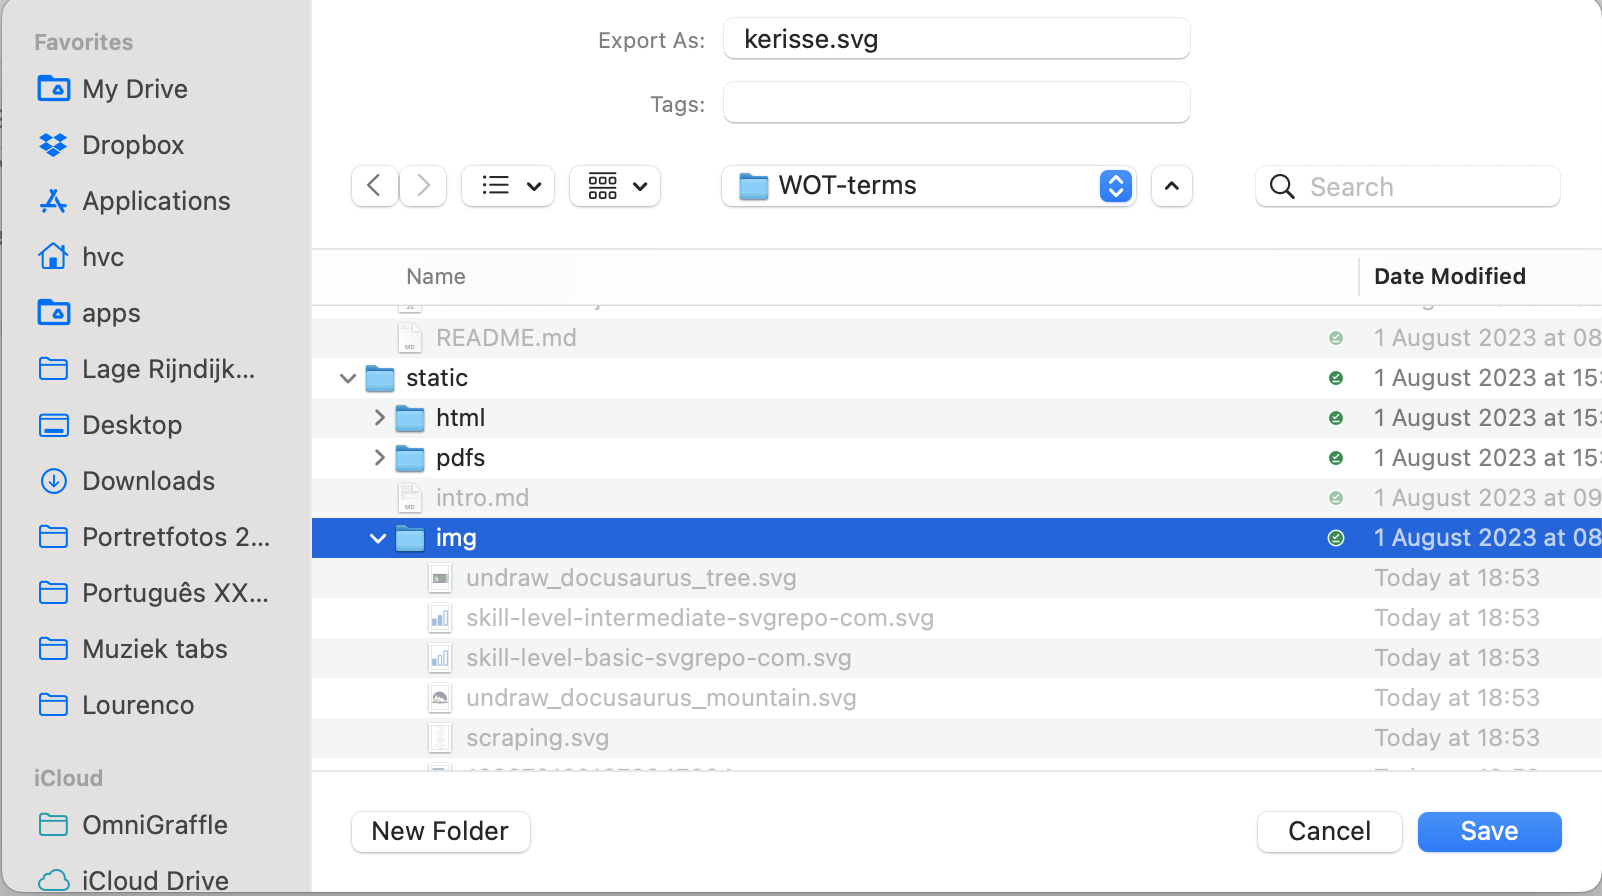 Favorites
My Drive
Dropbox
Applications
hvc
apps
Lage Rijndijk...
Desktop
Downloads
Portretfotos 2...
Português XX...
Muziek tabs
Lourenco
iCloud
OmniGraffle
iCloud Drive
Export As: kerisse.svg
Tags:
WOT-terms
Search
Name Date Modified
README.md 1 August 2023 at 08
static 1 August 2023 at 15:
html 1 August 2023 at 15:
pdfs 1 August 2023 at 15:
intro.md 1 August 2023 at 09
img 1 August 2023 at 08
undraw_docusaurus_tree.svg Today at 18:53
skill-level-intermediate-svgrepo-com.svg Today at 18:53
skill-level-basic-svgrepo-com.svg Today at 18:53
undraw_docusaurus_mountain.svg Today at 18:53
scraping.svg Today at 18:53
New Folder Cancel Save